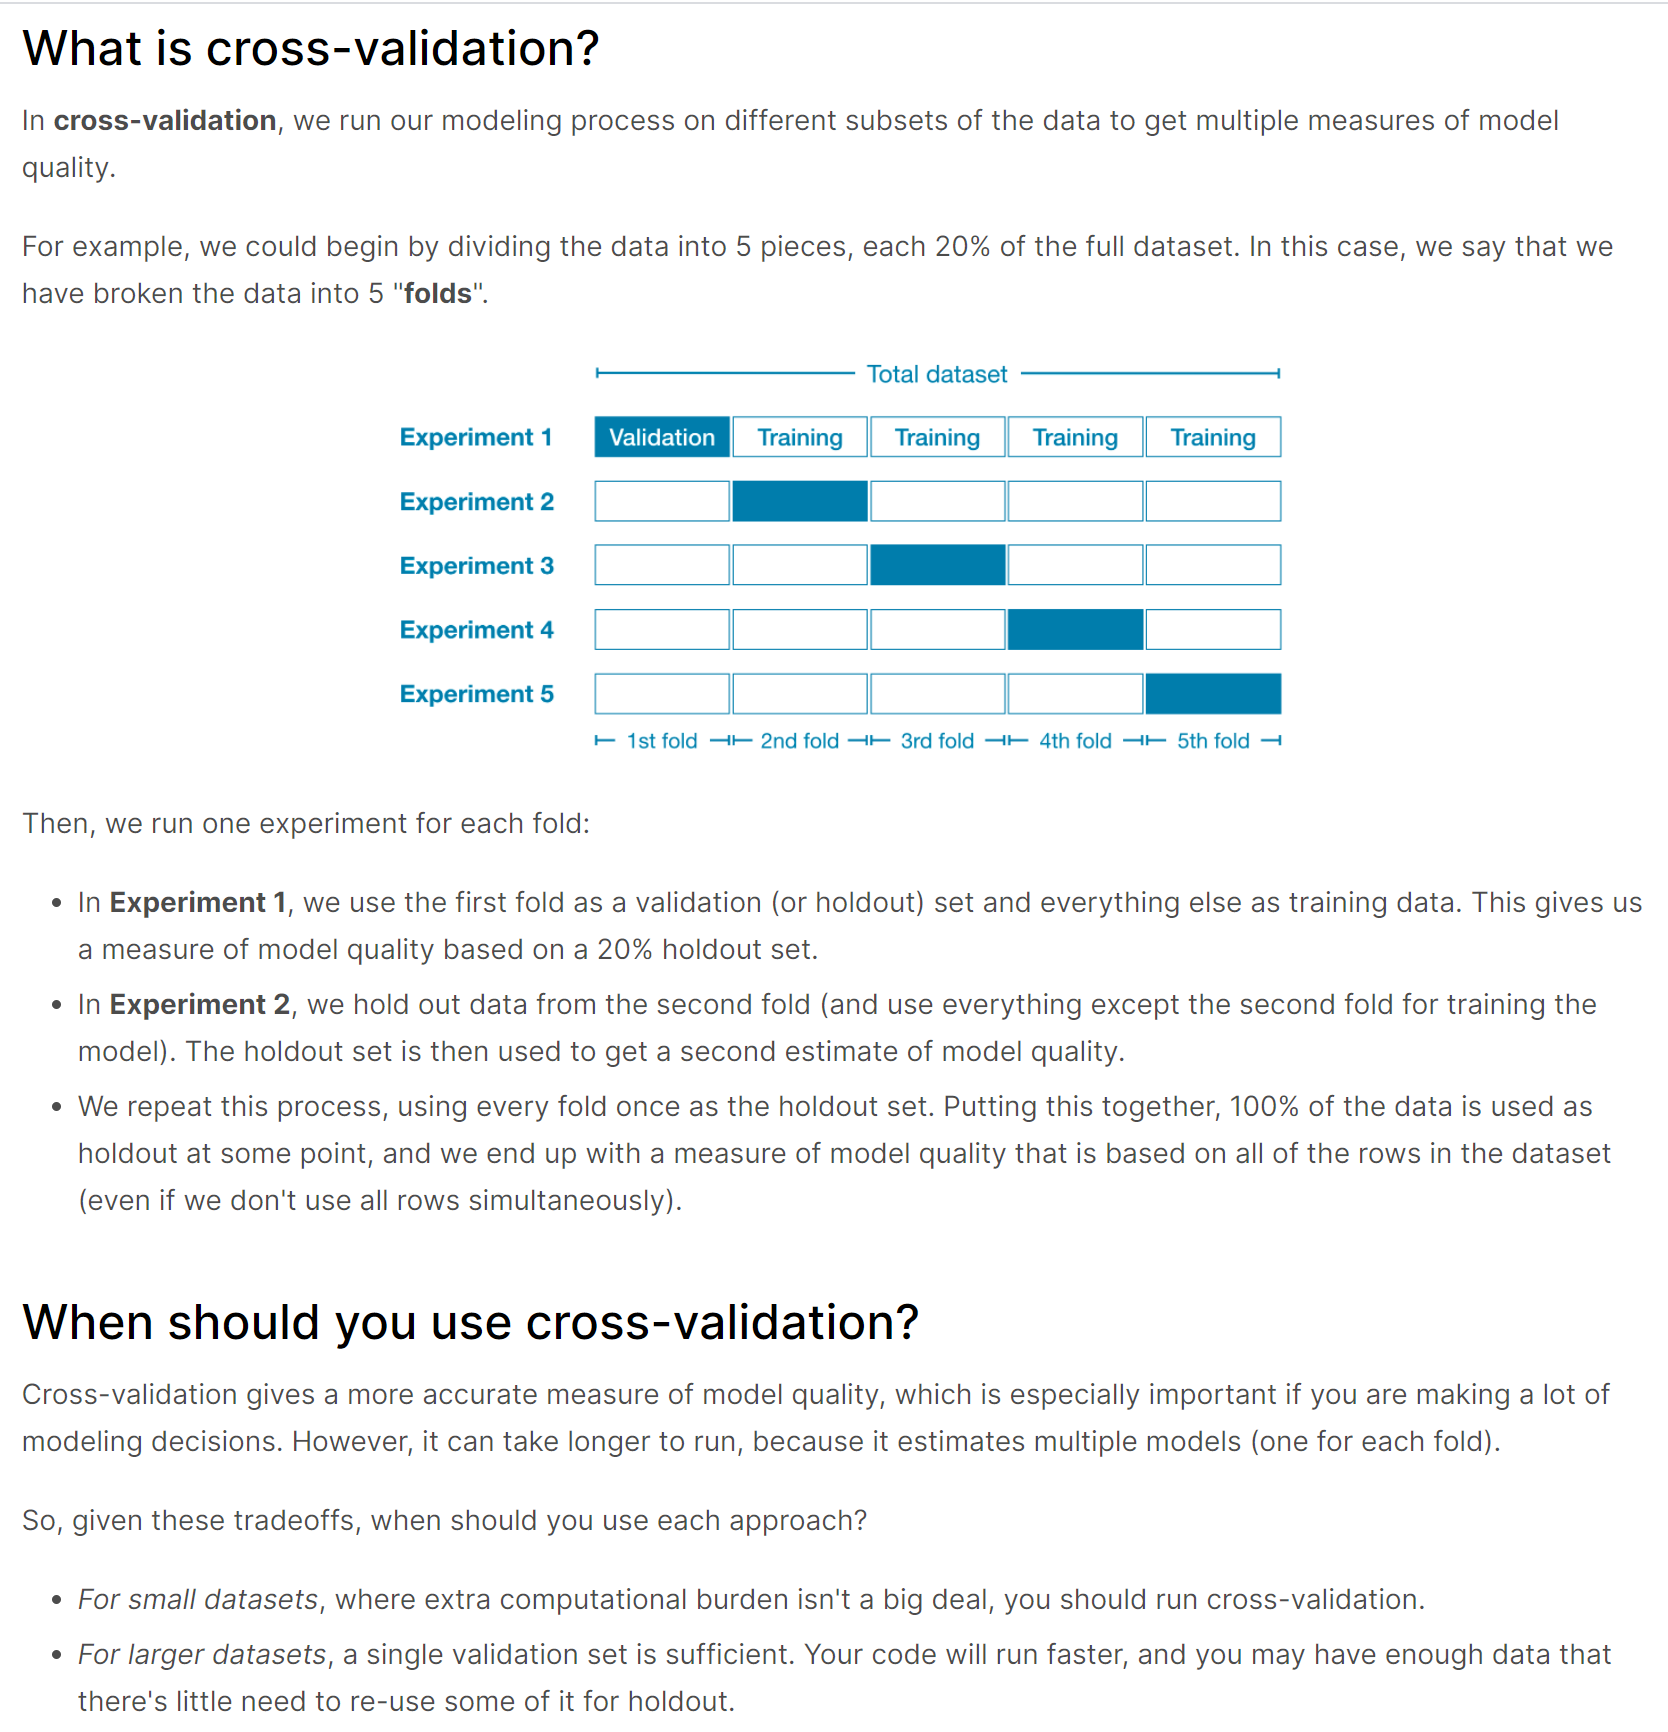 What is cross-validation?
In cross-validation, we run our modeling process on different subsets of the data to get multiple measures of model
quality.
For example, we could begin by dividing the data into 5 pieces, each 20% of the full dataset. In this case, we say that we
have broken the data into 5 "folds".
Total dataset
Experiment 1 Validation Training Training Training Training
Experiment 2
Experiment 3
Experiment 4
Experiment 5
1st fold 2nd fold 3rd fold 4th fold 5th fold
Then, we run one experiment for each fold:
• In Experiment 1, we use the first fold as a validation (or holdout) set and everything else as training data. This gives us
a measure of model quality based on a 20% holdout set.
• In Experiment 2, we hold out data from the second fold (and use everything except the second fold for training the
model). The holdout set is then used to get a second estimate of model quality.
• We repeat this process, using every fold once as the holdout set. Putting this together, 100% of the data is used as
holdout at some point, and we end up with a measure of model quality that is based on all of the rows in the dataset
(even if we don't use all rows simultaneously).
When should you use cross-validation?
Cross-validation gives a more accurate measure of model quality, which is especially important if you are making a lot of
modeling decisions. However, it can take longer to run, because it estimates multiple models (one for each fold).
So, given these tradeoffs, when should you use each approach?
• For small datasets, where extra computational burden isn't a big deal, you should run cross-validation.
• For larger datasets, a single validation set is sufficient. Your code will run faster, and you may have enough data that
there's little need to re-use some of it for holdout.